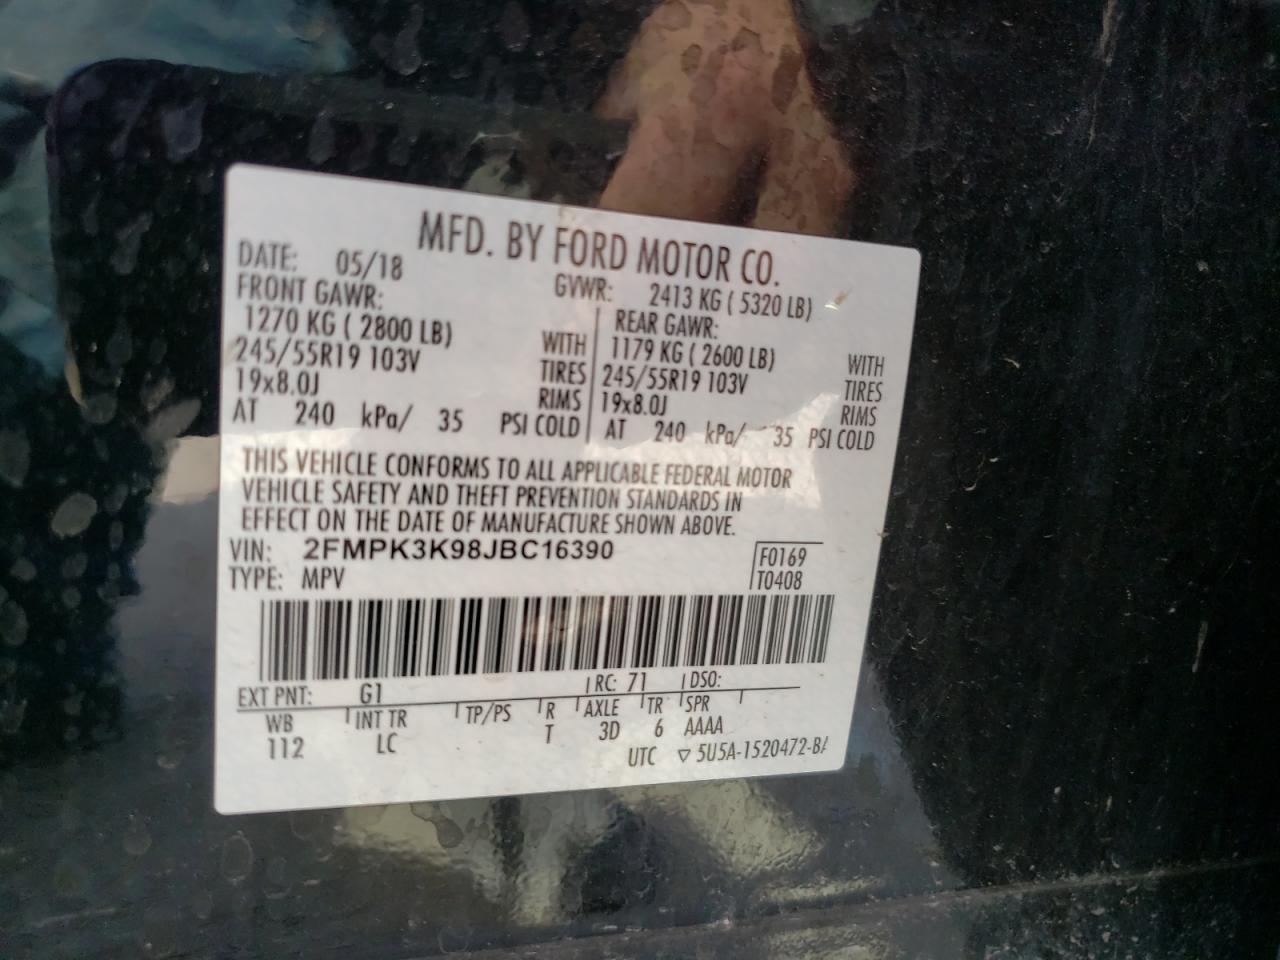 MFD. BY FORD MOTOR CO.
DATE: 05/18 GVWR: 2413 KG ( 5320 LB)
FRONT GAWR: REAR GAWR:
1270 KG ( 2800 LB) WITH 1179 KG ( 2600 LB) WITH
245/55R19 103V TIRES 245/55R19 103V TIRES
19x8.0J RIMS 19x8.0J RIMS
AT 240 kPa/ 35 PSI COLD AT 240 kPa/ 35 PSI COLD
THIS VEHICLE CONFORMS TO ALL APPLICABLE FEDERAL MOTOR
VEHICLE SAFETY AND THEFT PREVENTION STANDARDS IN
EFFECT ON THE DATE OF MANUFACTURE SHOWN ABOVE.
VIN: 2FMPK3K98JBC16390 F0169
TYPE: MPV T0408
EXT PNT: G1 RC: 71 DSO:
WB INT TR TP/PS R AXLE TR SPR
112 LC T 3D 6 AAAA
UTC ▽ 5U5A-1520472-BA